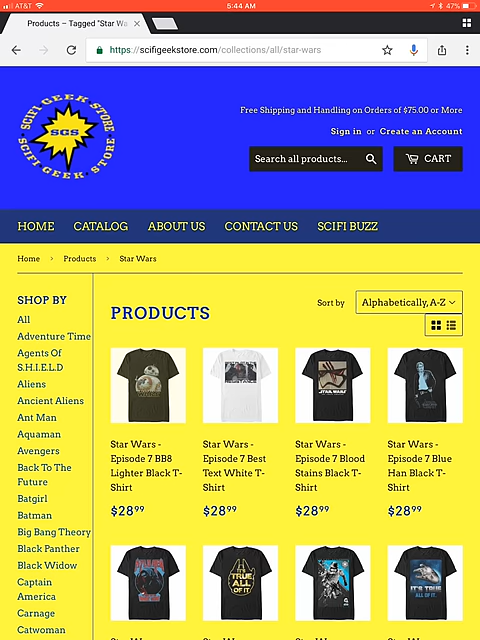 AT&T
5:44 AM
47%
Products – Tagged "Star Wa
https://scifigeekstore.com/collections/all/star-wars
SCIFI GEEK STORE
SGS
SCIFI GEEK STORE
Free Shipping and Handling on Orders of $75.00 or More
Sign in or Create an Account
Search all products...
CART
HOME CATALOG ABOUT US CONTACT US SCIFI BUZZ
Home › Products › Star Wars
SHOP BY
All
Adventure Time
Agents Of
S.H.I.E.L.D
Aliens
Ancient Aliens
Ant Man
Aquaman
Avengers
Back To The
Future
Batgirl
Batman
Big Bang Theory
Black Panther
Black Widow
Captain
America
Carnage
Catwoman
PRODUCTS
Sort by
Alphabetically, A-Z
Star Wars -
Episode 7 BB8
Lighter Black T-
Shirt
$28.99
Star Wars -
Episode 7 Best
Text White T-
Shirt
$28.99
STAR WARS
Star Wars -
Episode 7 Blood
Stains Black T-
Shirt
$28.99
Star Wars -
Episode 7 Blue
Han Black T-
Shirt
$28.99
IT'S TRUE
ALL OF IT.
IT'S TRUE
ALL OF IT.